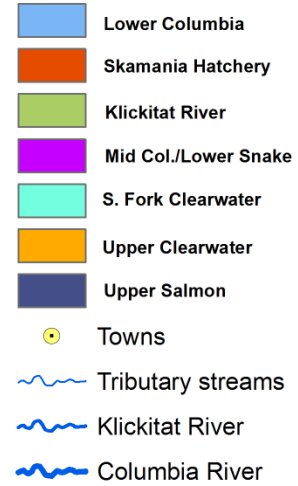 Lower Columbia
Skamania Hatchery
Klickitat River
Mid Col./Lower Snake
S. Fork Clearwater
Upper Clearwater
Upper Salmon
Towns
Tributary streams
Klickitat River
Columbia River